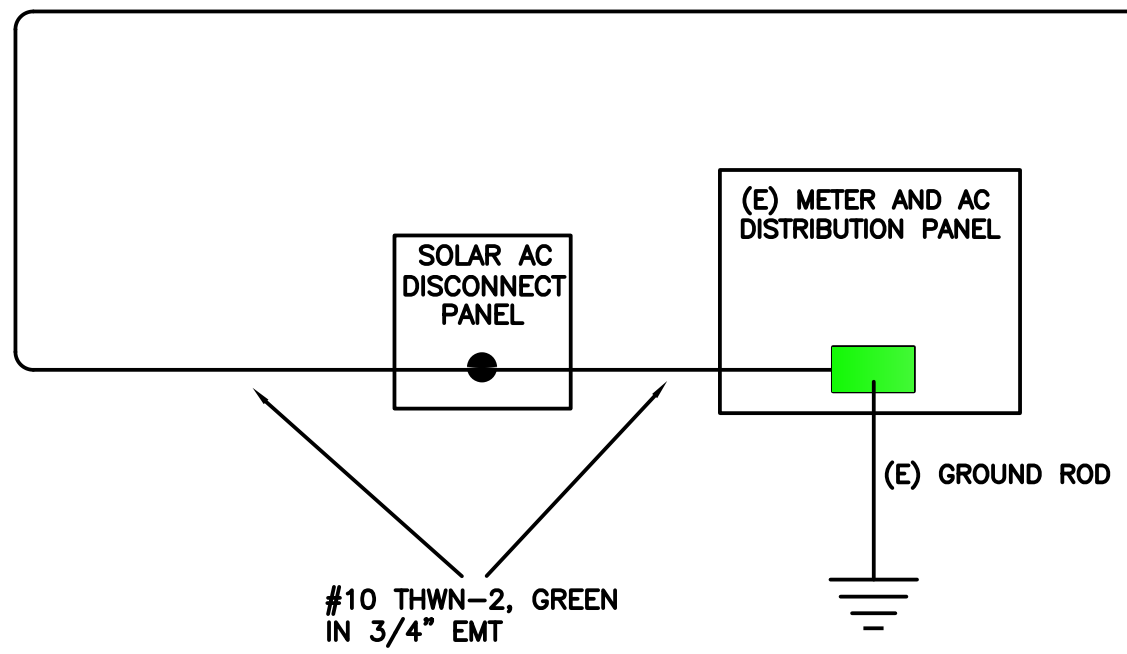 (E) METER AND AC
DISTRIBUTION PANEL
SOLAR AC
DISCONNECT
PANEL
(E) GROUND ROD
#10 THWN-2, GREEN
IN 3/4" EMT